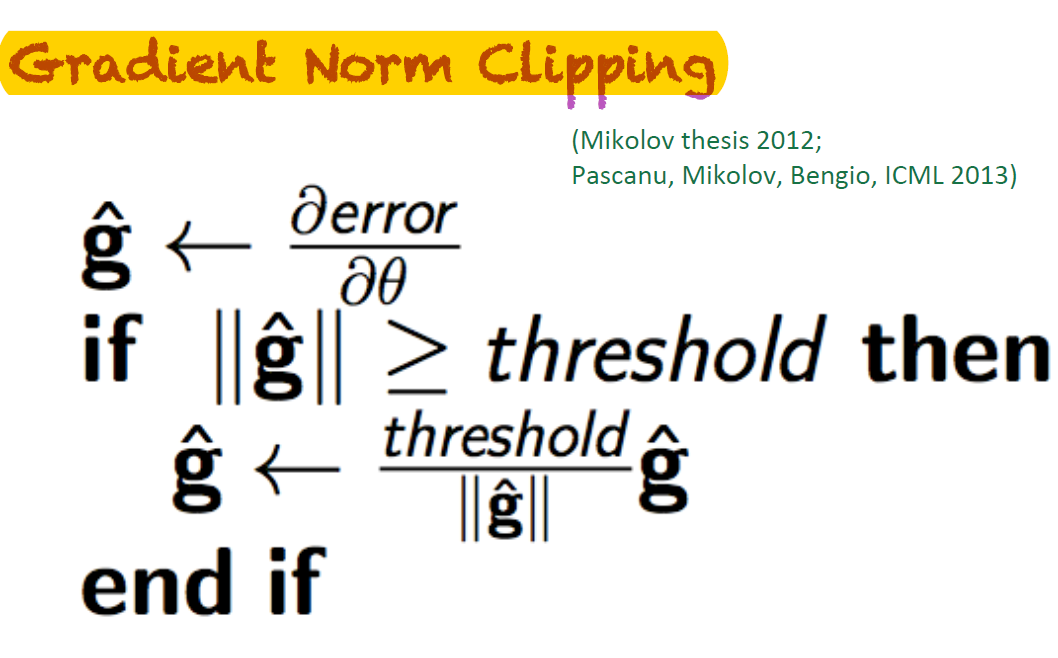 Gradient Norm Clipping
(Mikolov thesis 2012;
Pascanu, Mikolov, Bengio, ICML 2013)
ĝ ← ∂error / ∂θ
if ‖ĝ‖ ≥ threshold then
ĝ ← threshold / ‖ĝ‖ ĝ
end if